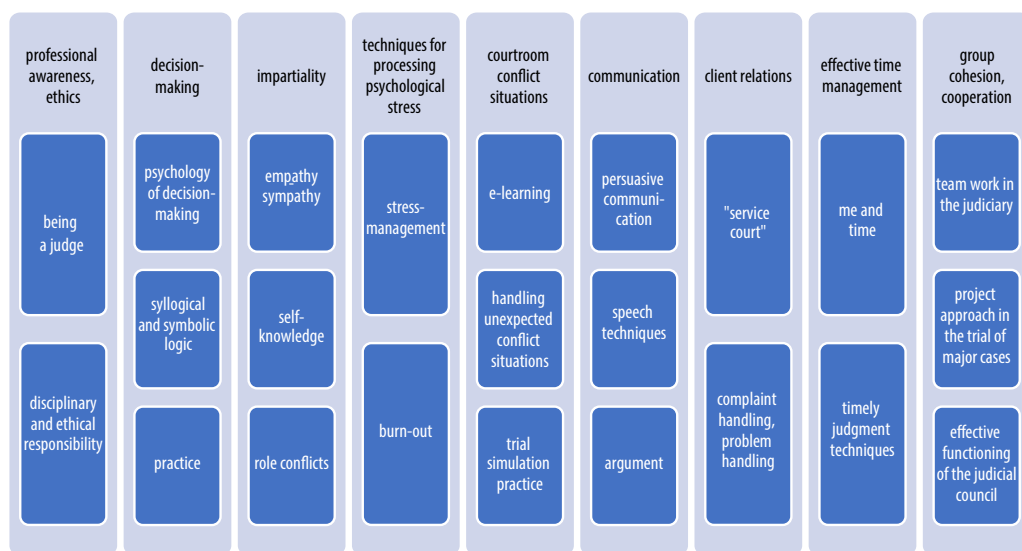 professional
awareness,
ethics
being
a judge
disciplinary
and ethical
responsibility
decision-
making
psychology
of decision-
making
syllogical
and symbolic
logic
practice
impartiality
empathy
sympathy
self-
knowledge
role conflicts
techniques for
processing
psychological
stress
stress-
management
burn-out
courtroom
conflict
situations
e-learning
handling
unexpected
conflict
situations
trial
simulation
practice
communication
persuasive
communi-
cation
speech
techniques
argument
client relations
"service
court"
complaint
handling,
problem
handling
effective time
management
me and
time
timely
judgment
techniques
group
cohesion,
cooperation
team work in
the judiciary
project
approach in
the trial of
major cases
effective
functioning
of the judicial
council